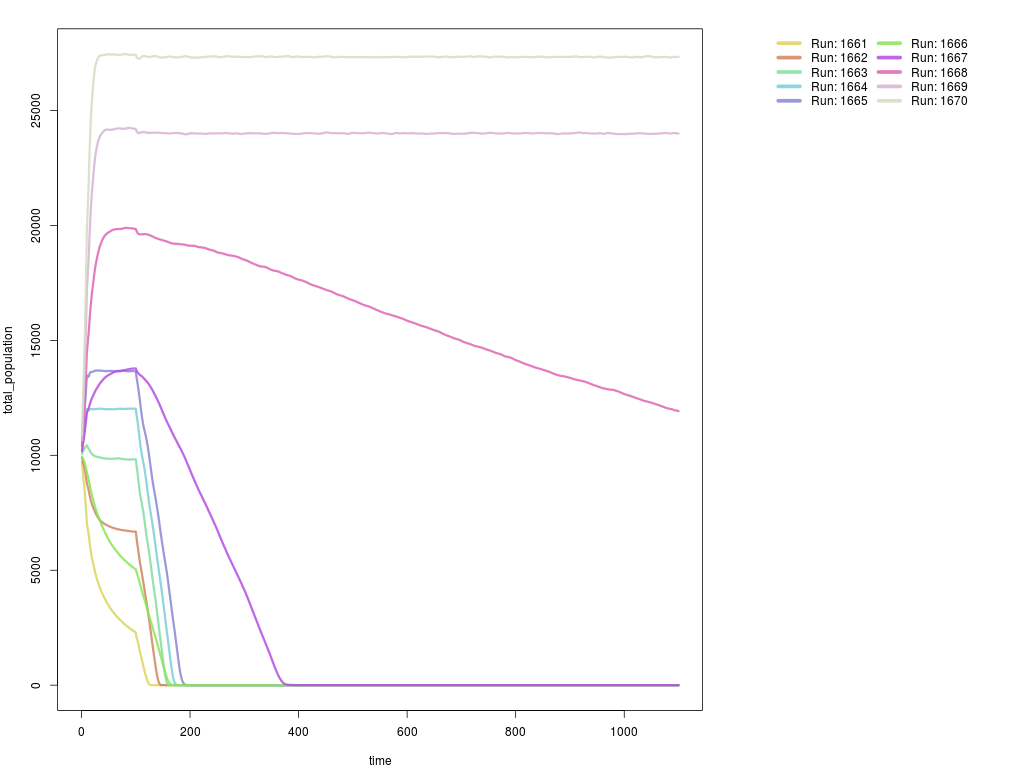 Run: 1661 Run: 1666
Run: 1662 Run: 1667
Run: 1663 Run: 1668
Run: 1664 Run: 1669
Run: 1665 Run: 1670
25000
20000
15000
10000
5000
0
total_population
0 200 400 600 800 1000
time